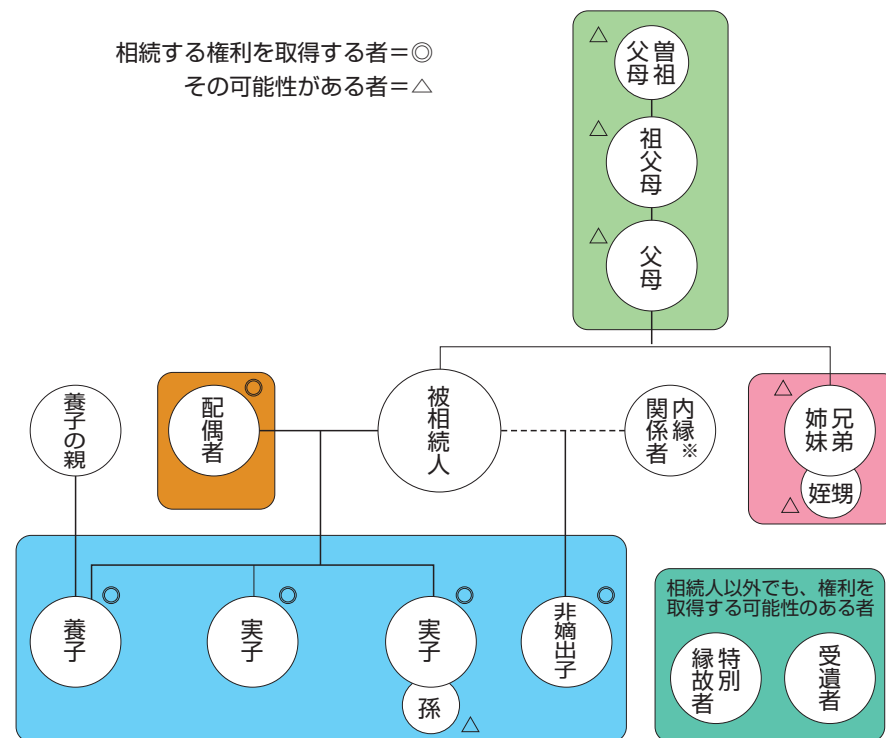 相続する権利を取得する者＝◎
その可能性がある者＝△
△
曽祖
父母
△
祖父母
△
父母
養子の親
◎
配偶者
被相続人
内縁※
関係者
△
兄弟
姉妹
△
甥
姪
◎
養子
◎
実子
◎
実子
孫
△
◎
非嫡出子
相続人以外でも、権利を
取得する可能性のある者
特別
縁故者
受遺者